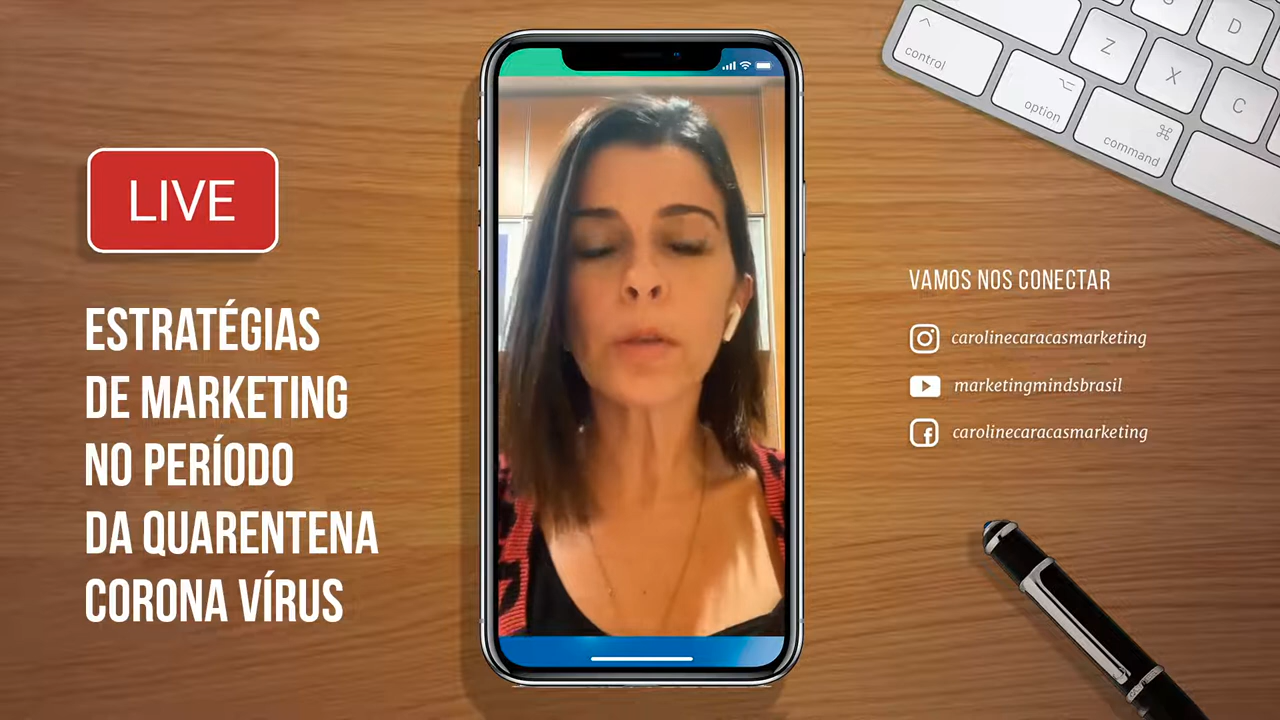 LIVE
ESTRATÉGIAS
DE MARKETING
NO PERÍODO
DA QUARENTENA
CORONA VÍRUS
VAMOS NOS CONECTAR
carolinecaracasmarketing
marketingmindsbrasil
carolinecaracasmarketing
S
D
Z
X
C
control
option
command